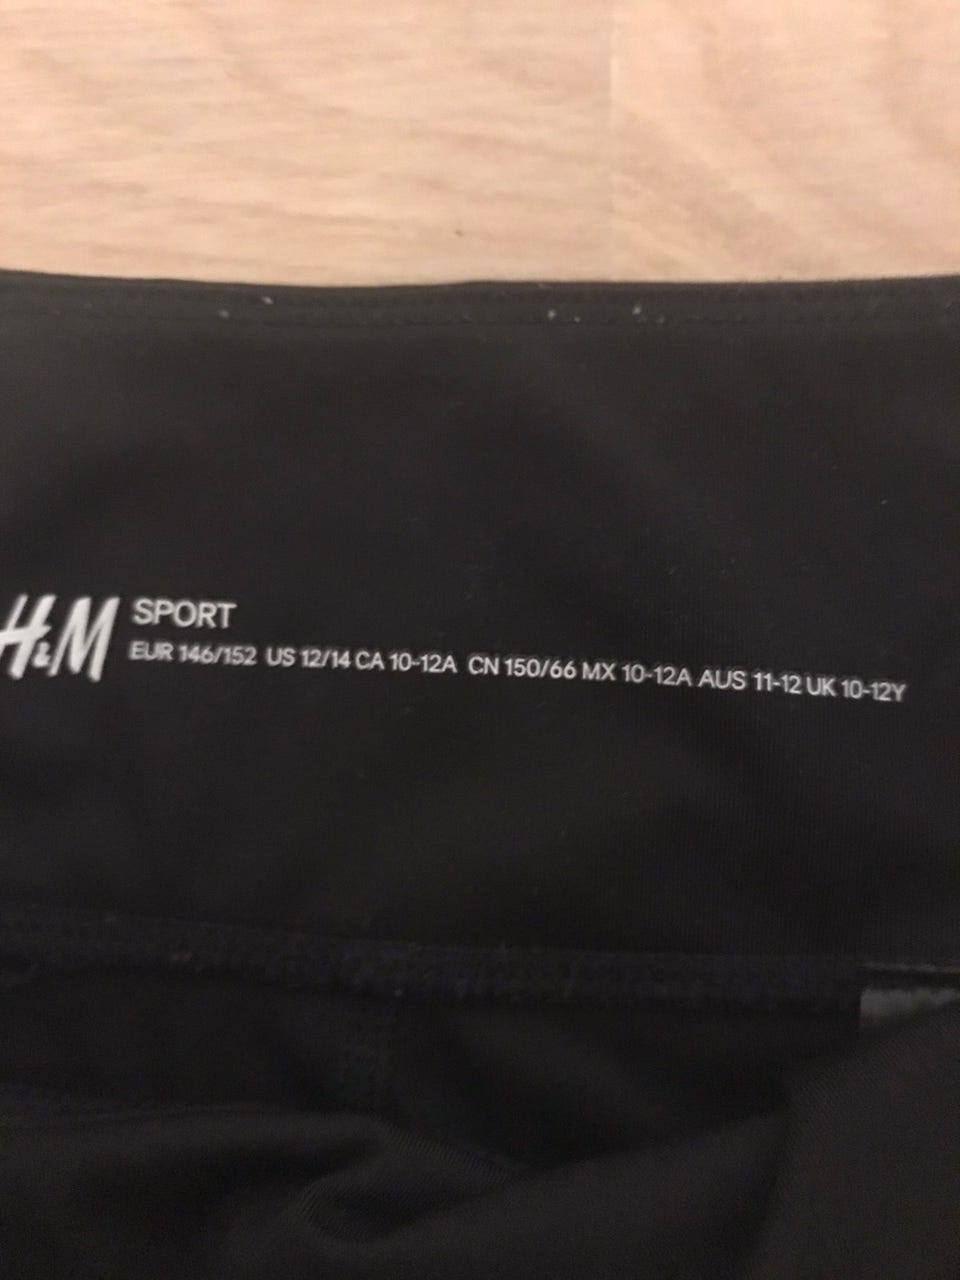 H&M SPORT
EUR 146/152 US 12/14 CA 10-12A CN 150/66 MX 10-12A AUS 11-12 UK 10-12Y